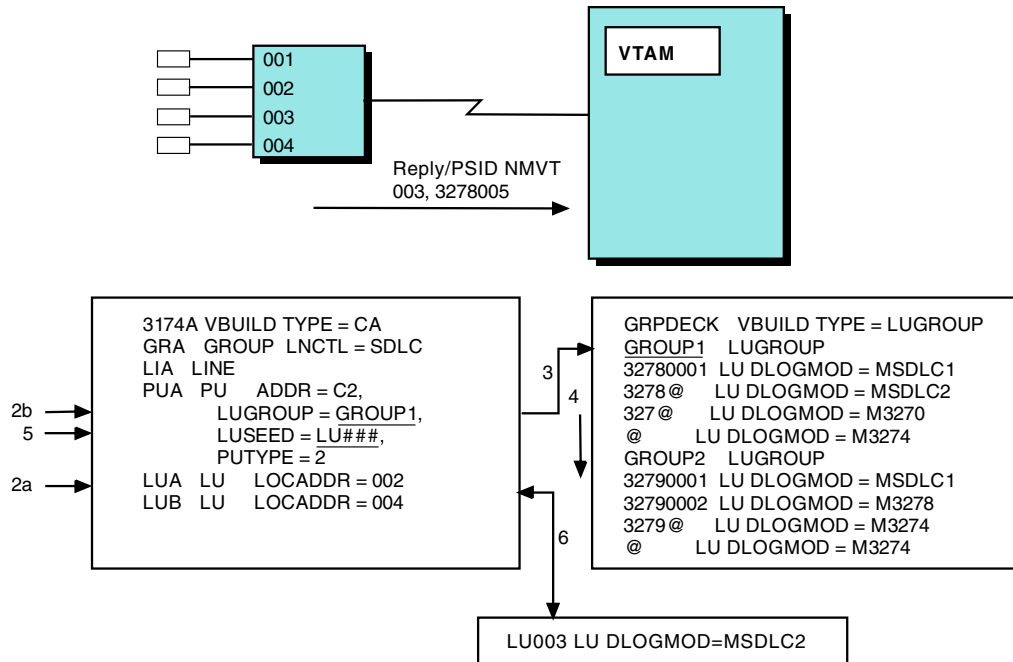 001
002
003
004
VTAM
Reply/PSID NMVT
003, 3278005
3174A VBUILD TYPE = CA
GRA GROUP LNCTL = SDLC
LIA LINE
PUA PU ADDR = C2,
LUGROUP = GROUP1,
LUSEED = LU###,
PUTYPE = 2
LUA LU LOCADDR = 002
LUB LU LOCADDR = 004
2b
5
2a
3
4
6
GRPDECK VBUILD TYPE = LUGROUP
GROUP1 LUGROUP
32780001 LU DLOGMOD = MSDLC1
3278@ LU DLOGMOD = MSDLC2
327@ LU DLOGMOD = M3270
@ LU DLOGMOD = M3274
GROUP2 LUGROUP
32790001 LU DLOGMOD = MSDLC1
32790002 LU DLOGMOD = M3278
3279@ LU DLOGMOD = M3274
@ LU DLOGMOD = M3274
LU003 LU DLOGMOD=MSDLC2